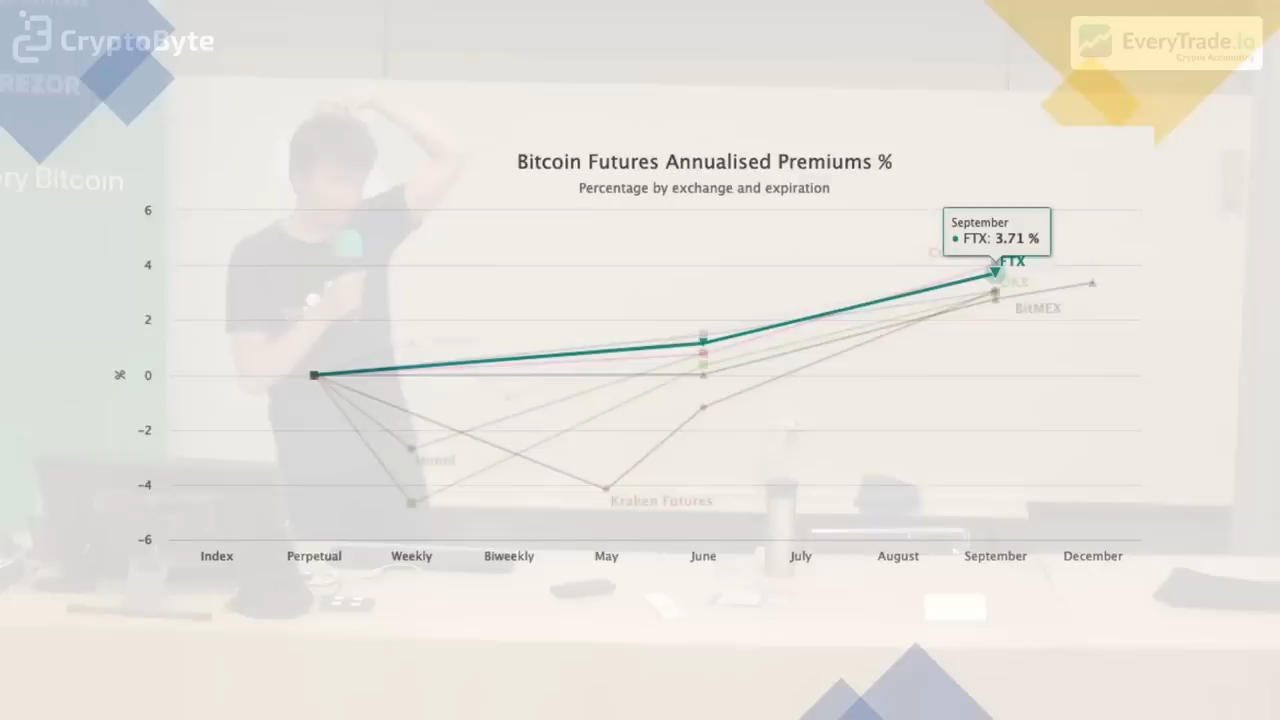 CryptoByte
EveryTrade.io
Crypto Accounting
REZOR
ry Bitcoin
Bitcoin Futures Annualised Premiums %
Percentage by exchange and expiration
September
FTX: 3.71 %
FTX
BitMEX
Kraken Futures
6
4
2
0
-2
-4
-6
%
Index
Perpetual
Weekly
Biweekly
May
June
July
August
September
December